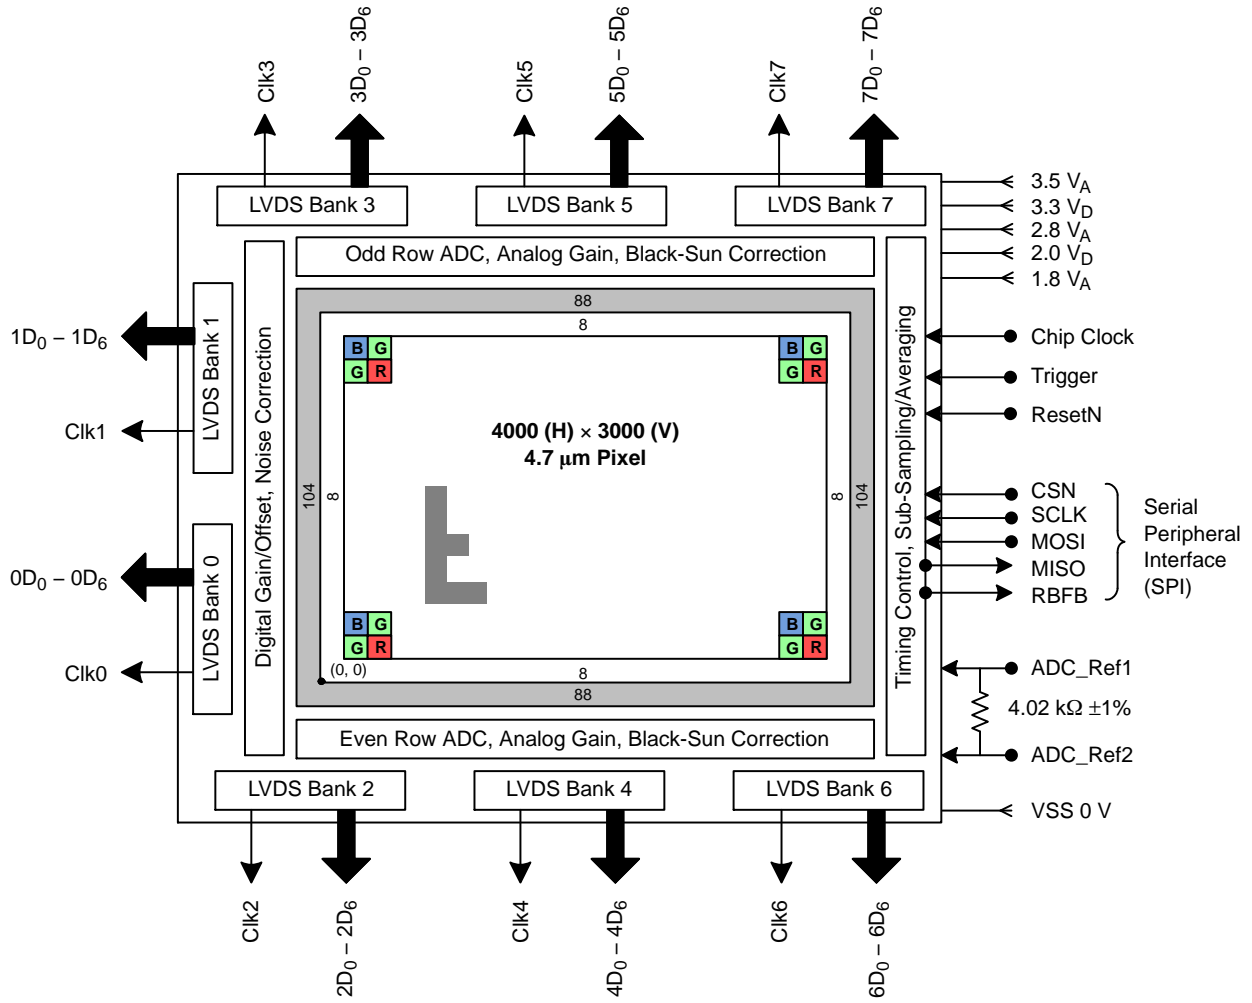 Clk3
3D0 – 3D6
Clk5
5D0 – 5D6
Clk7
7D0 – 7D6
LVDS Bank 3
LVDS Bank 5
LVDS Bank 7
3.5 VA
3.3 VD
2.8 VA
2.0 VD
1.8 VA
Odd Row ADC, Analog Gain, Black-Sun Correction
1D0 – 1D6
Clk1
LVDS Bank 1
0D0 – 0D6
Clk0
LVDS Bank 0
Digital Gain/Offset, Noise Correction
88
8
104
8
B G
G R
B G
G R
4000 (H) × 3000 (V)
4.7 μm Pixel
8
104
B G
G R
B G
G R
(0, 0)
8
88
Timing Control, Sub-Sampling/Averaging
Chip Clock
Trigger
ResetN
CSN
SCLK
MOSI
MISO
RBFB
Serial
Peripheral
Interface
(SPI)
ADC_Ref1
4.02 kΩ ±1%
ADC_Ref2
VSS 0 V
Even Row ADC, Analog Gain, Black-Sun Correction
LVDS Bank 2
LVDS Bank 4
LVDS Bank 6
Clk2
2D0 – 2D6
Clk4
4D0 – 4D6
Clk6
6D0 – 6D6